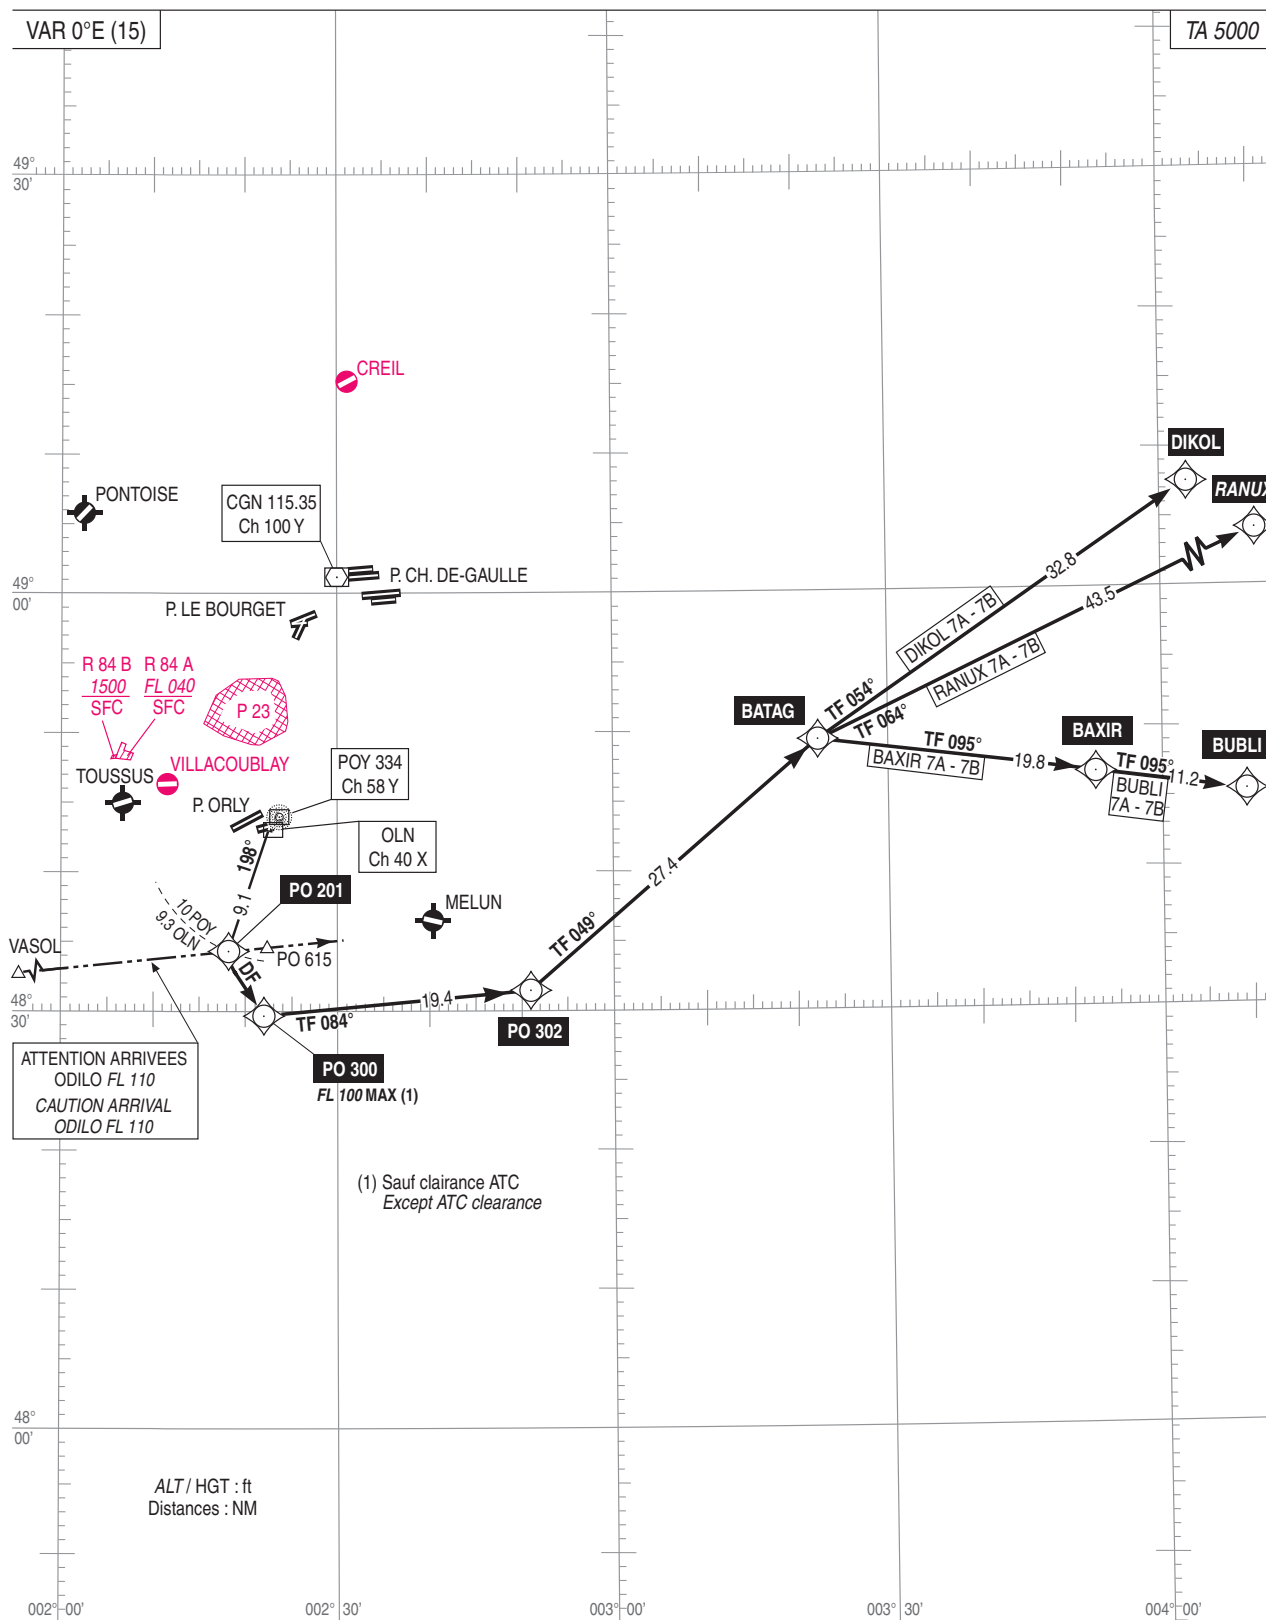 VAR 0°E (15)
TA 5000
49°
30'
CREIL
DIKOL
RANUX
PONTOISE
CGN 115.35
Ch 100 Y
P. CH. DE-GAULLE
32.8
49°
00'
43.5
P. LE BOURGET
DIKOL 7A - 7B
RANUX 7A - 7B
R 84 B
1500
SFC
R 84 A
FL 040
SFC
P 23
BATAG
TF 054°
TF 064°
TF 095°
BAXIR 7A - 7B
19.8
BAXIR
TF 095°
11.2
BUBLI
BUBLI
7A - 7B
TOUSSUS
VILLACOUBLAY
POY 334
Ch 58 Y
P. ORLY
OLN
Ch 40 X
198°
9.1
27.4
PO 201
MELUN
10 POY
9.3 OLN
VASOL
PO 615
TF 049°
DF
19.4
48°
30'
TF 084°
PO 302
ATTENTION ARRIVEES
ODILO FL 110
CAUTION ARRIVAL
ODILO FL 110
PO 300
FL 100 MAX (1)
(1) Sauf clairance ATC
Except ATC clearance
48°
00'
ALT / HGT : ft
Distances : NM
002° 00'
002° 30'
003° 00'
003° 30'
004° 00'